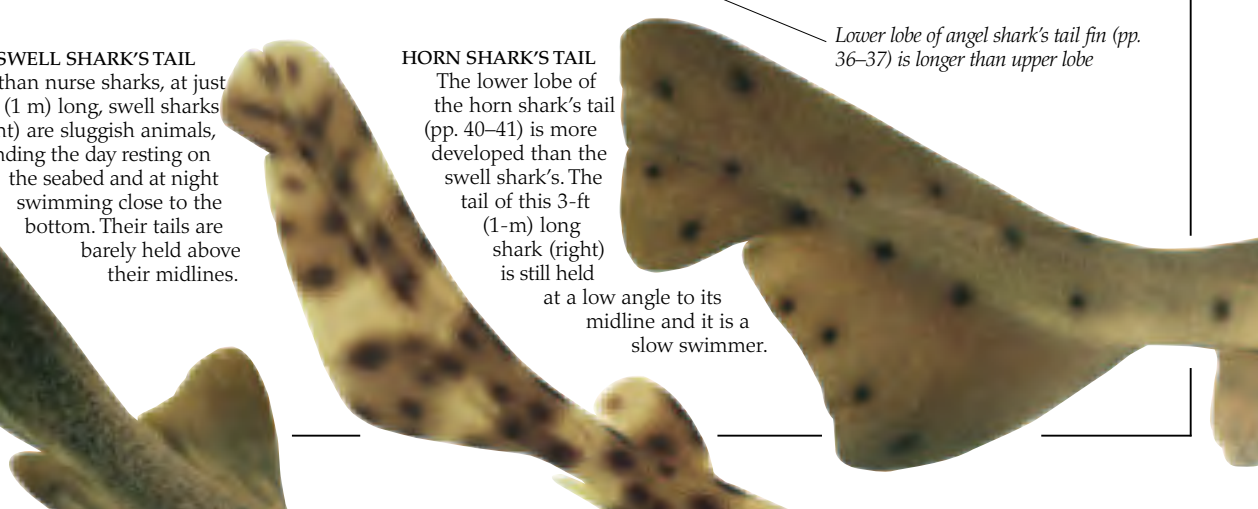 SWELL SHARK'S TAIL
than nurse sharks, at just
(1 m) long, swell sharks
are sluggish animals,
the day resting on
the seabed and at night
swimming close to the
bottom. Their tails are
barely held above
their midlines.
HORN SHARK'S TAIL
The lower lobe of
the horn shark's tail
(pp. 40–41) is more
developed than the
swell shark's. The
tail of this 3-ft
(1-m) long
shark (right)
is still held
at a low angle to its
midline and it is a
slow swimmer.
Lower lobe of angel shark's tail fin (pp.
36–37) is longer than upper lobe